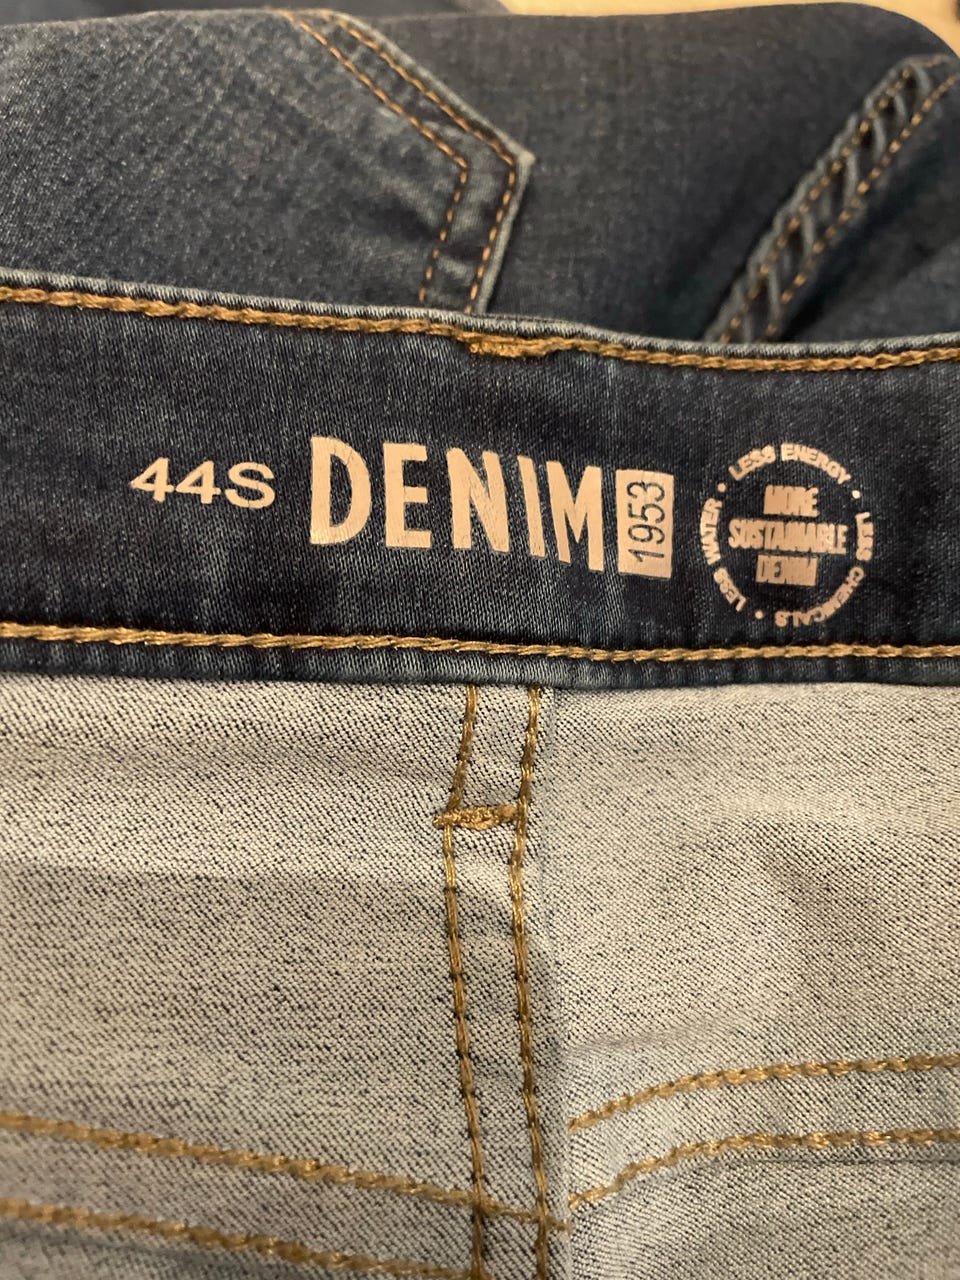 44S DENIM 1953
LESS ENERGY • LESS CHEMICALS • LESS WATER •
MORE
SUSTAINABLE
DENIM